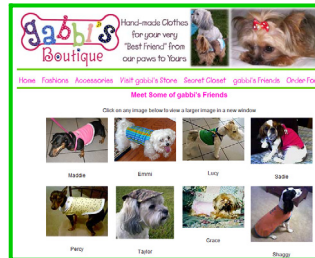 gabbi's
Boutique
Hand-made Clothes
for your very
"Best Friend" from
our paws to Yours
Home Fashions Accessories Visit gabbi's Store Secret Closet gabbi's Friends Order Fo
Meet Some of gabbi's Friends
Click on any image below to view a larger image in a new window
Maddie Emmi Lucy Sadie
Percy Taylor Grace Shaggy